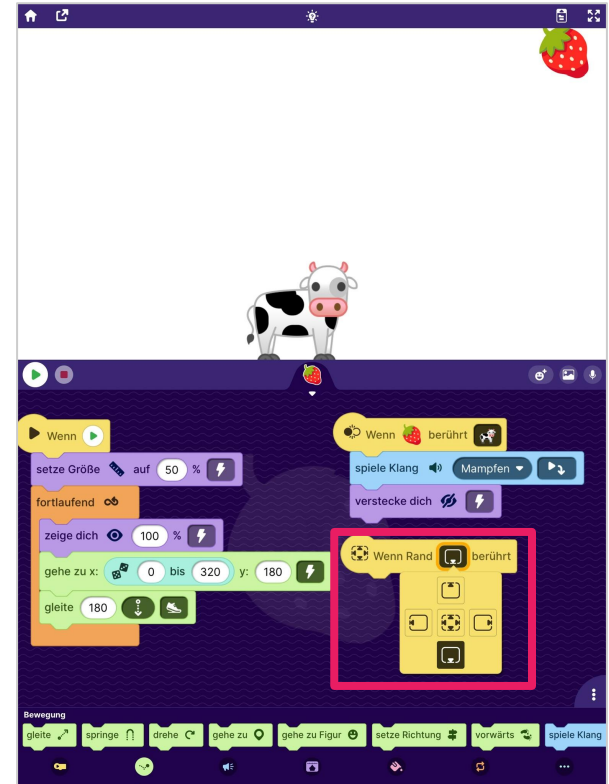 Wenn
setze Größe auf 50 %
fortlaufend
zeige dich 100 %
gehe zu x: 0 bis 320 y: 180
gleite 180
Wenn berührt
spiele Klang Mampfen
verstecke dich
Wenn Rand berührt
Bewegung
gleite springe drehe gehe zu gehe zu Figur setze Richtung vorwärts spiele Klang